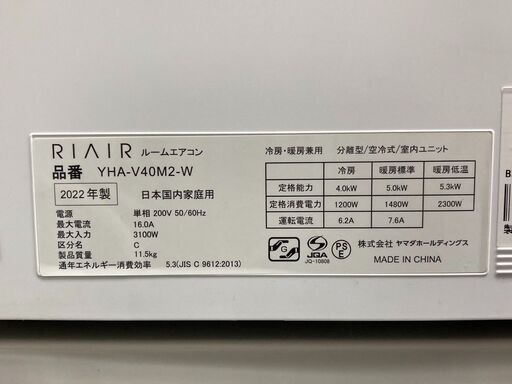 RIAIR ルームエアコン
品番 YHA-V40M2-W
2022年製 日本国内家庭用
電源 単相 200V 50/60Hz
最大電流 16.0A
最大入力 3100W
区分名 C
製品質量 11.5kg
通年エネルギー消費効率 5.3(JIS C 9612:2013)
冷房・暖房兼用 分離型/空冷式/室内ユニット
冷房 暖房標準 暖房低温
定格能力 4.0kW 5.0kW 5.3kW
定格消費電力 1200W 1480W 2300W
運転電流 6.2A 7.6A
G
JQA
JQ-10808
PS
E
株式会社 ヤマダホールディングス
MADE IN CHINA
B
製